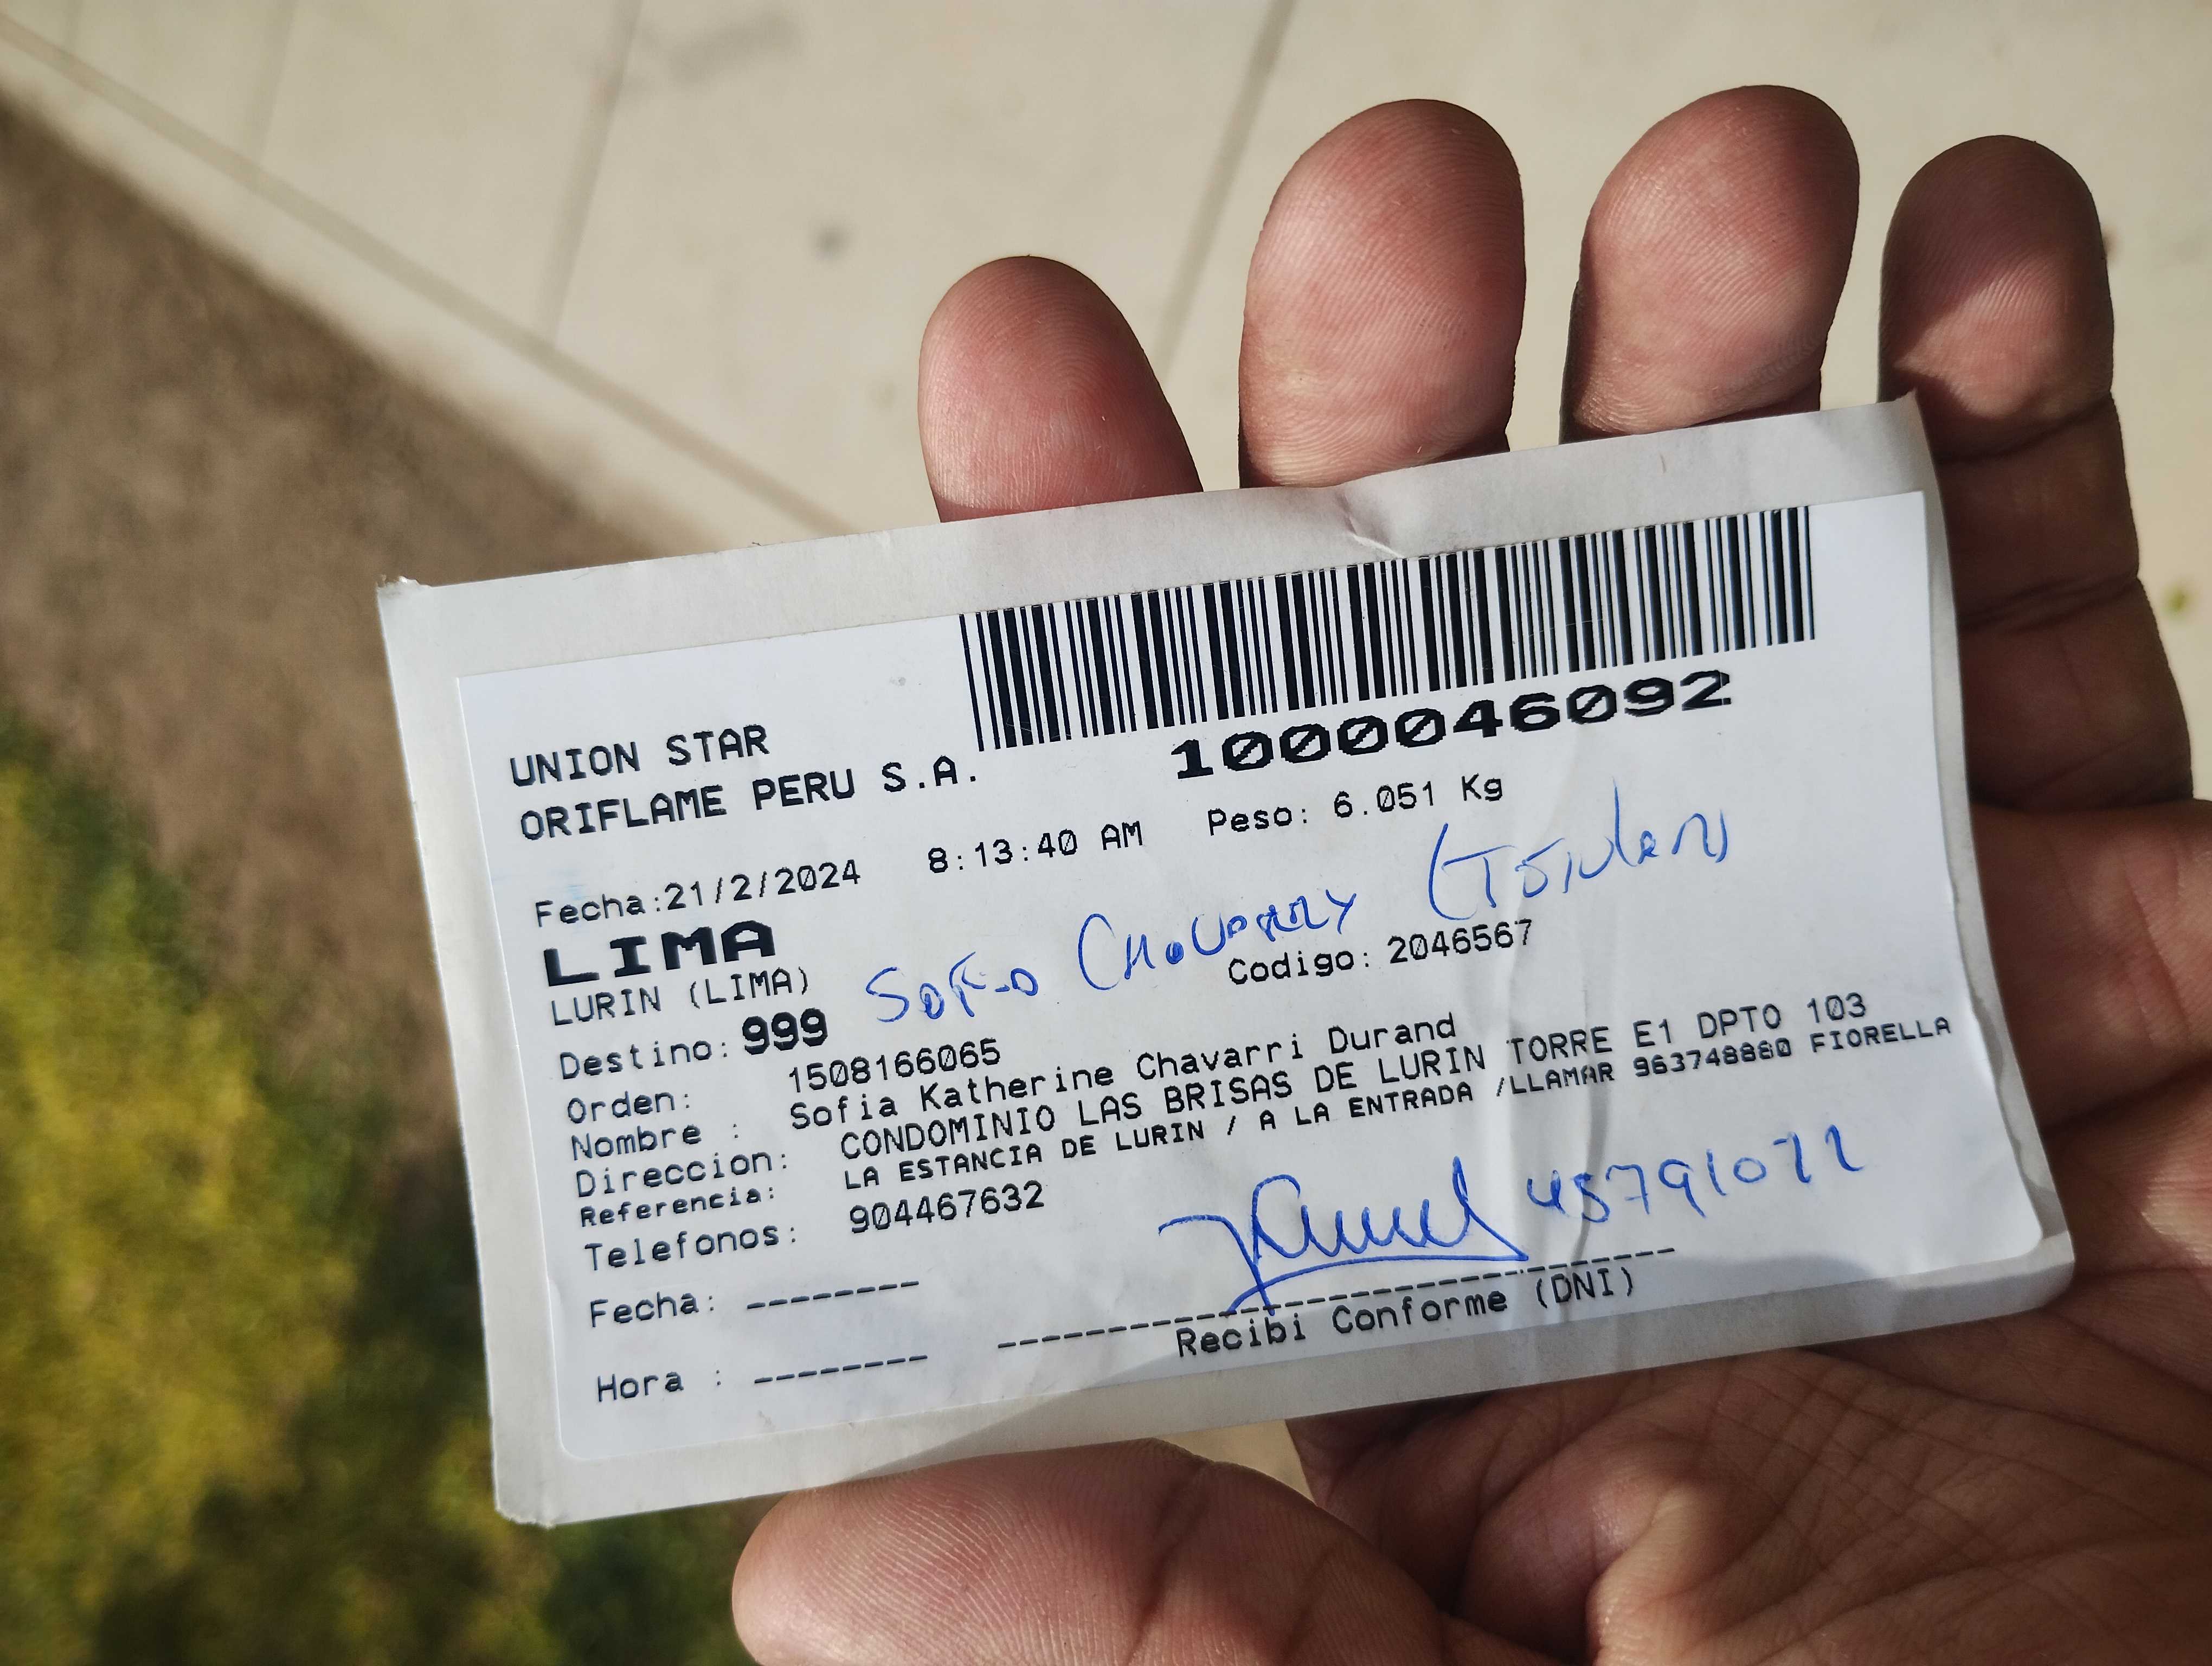 1000046092
UNION STAR
ORIFLAME PERU S.A.
Fecha:21/2/2024 8:13:40 AM Peso: 6.051 Kg
LIMA
LURIN (LIMA)
Destino: 999 Codigo: 2046567
Orden: 1508166065
Nombre : Sofia Katherine Chavarri Durand
Direccion: CONDOMINIO LAS BRISAS DE LURIN TORRE E1 DPTO 103
Referencia: LA ESTANCIA DE LURIN / A LA ENTRADA /LLAMAR 963748860 FIORELLA
Telefonos: 904467632
Fecha: --------
Hora : --------
Recibi Conforme (DNI)